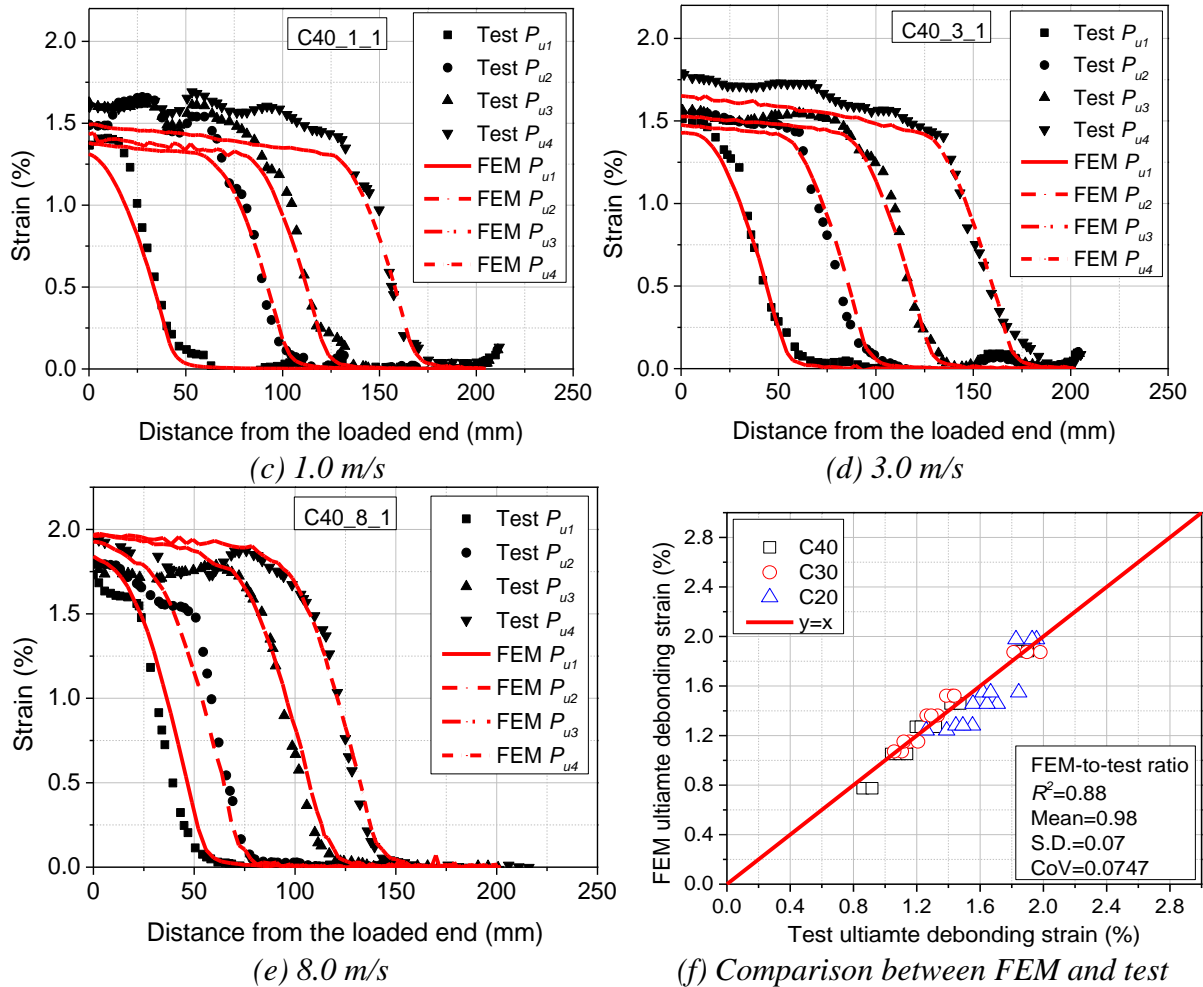 C40_1_1
Test Pu1
Test Pu2
Test Pu3
Test Pu4
FEM Pu1
FEM Pu2
FEM Pu3
FEM Pu4
2.0
1.5
1.0
0.5
0.0
Strain (%)
0 50 100 150 200 250
Distance from the loaded end (mm)
(c) 1.0 m/s
C40_3_1
Test Pu1
Test Pu2
Test Pu3
Test Pu4
FEM Pu1
FEM Pu2
FEM Pu3
FEM Pu4
2.0
1.5
1.0
0.5
0.0
Strain (%)
0 50 100 150 200 250
Distance from the loaded end (mm)
(d) 3.0 m/s
C40_8_1
Test Pu1
Test Pu2
Test Pu3
Test Pu4
FEM Pu1
FEM Pu2
FEM Pu3
FEM Pu4
2.0
1.5
1.0
0.5
0.0
Strain (%)
0 50 100 150 200 250
Distance from the loaded end (mm)
(e) 8.0 m/s
C40
C30
C20
y=x
2.8
2.4
2.0
1.6
1.2
0.8
0.4
0.0
FEM ultiamte debonding strain (%)
FEM-to-test ratio
R²=0.88
Mean=0.98
S.D.=0.07
CoV=0.0747
0.0 0.4 0.8 1.2 1.6 2.0 2.4 2.8
Test ultiamte debonding strain (%)
(f) Comparison between FEM and test